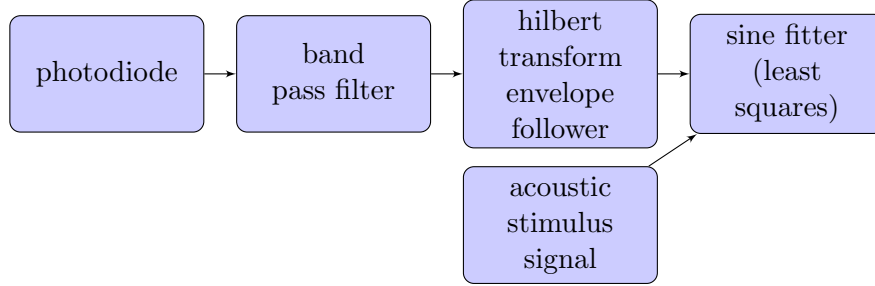 photodiode
band
pass filter
hilbert
transform
envelope
follower
sine fitter
(least
squares)
acoustic
stimulus
signal